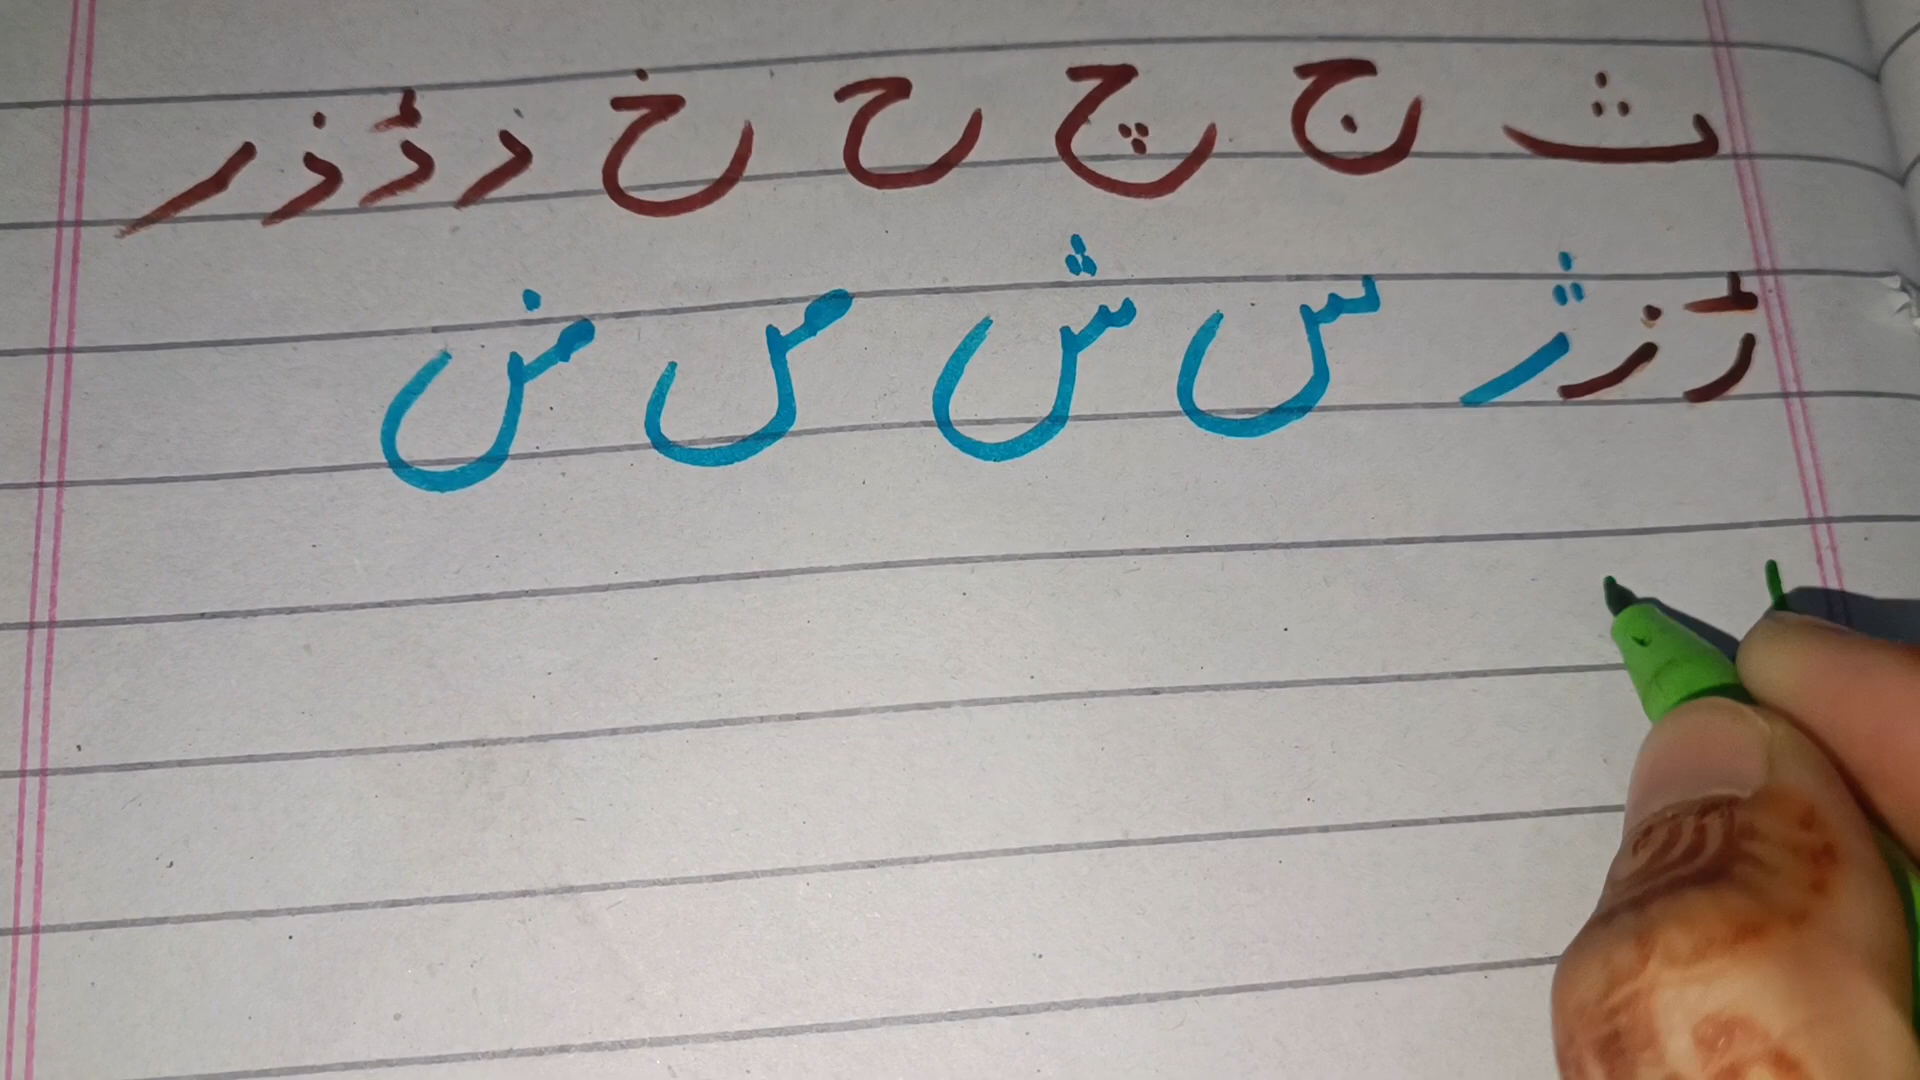 ث ج چ ح خ د ڈ ذ ر
ڑ ز ژ س ش ص ض